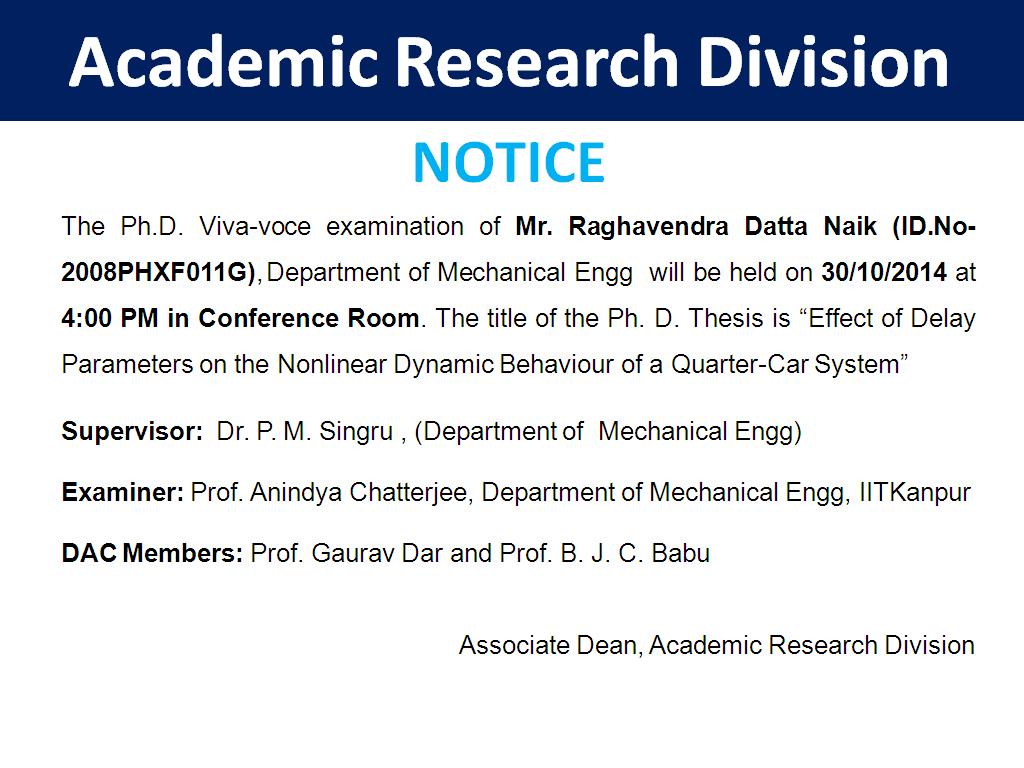 Academic Research Division
NOTICE
The Ph.D. Viva-voce examination of Mr. Raghavendra Datta Naik (ID.No-
2008PHXF011G), Department of Mechanical Engg will be held on 30/10/2014 at
4:00 PM in Conference Room. The title of the Ph. D. Thesis is “Effect of Delay
Parameters on the Nonlinear Dynamic Behaviour of a Quarter-Car System”
Supervisor: Dr. P. M. Singru , (Department of Mechanical Engg)
Examiner: Prof. Anindya Chatterjee, Department of Mechanical Engg, IITKanpur
DAC Members: Prof. Gaurav Dar and Prof. B. J. C. Babu
Associate Dean, Academic Research Division